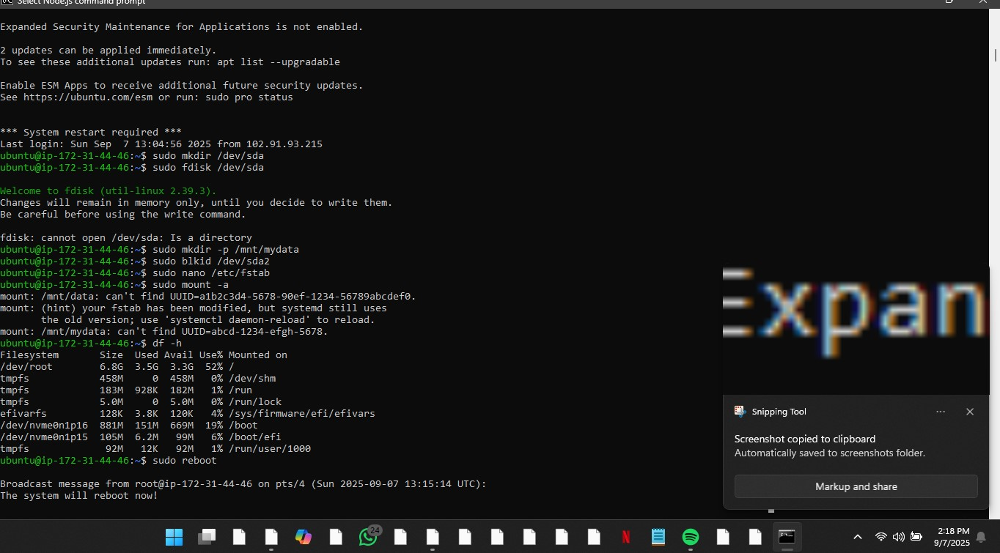 Select Node.js command prompt
Expanded Security Maintenance for Applications is not enabled.
2 updates can be applied immediately.
To see these additional updates run: apt list --upgradable
Enable ESM Apps to receive additional future security updates.
See https://ubuntu.com/esm or run: sudo pro status
*** System restart required ***
Last login: Sun Sep  7 13:04:56 2025 from 102.91.93.215
ubuntu@ip-172-31-44-46:~$ sudo mkdir /dev/sda
ubuntu@ip-172-31-44-46:~$ sudo fdisk /dev/sda
Welcome to fdisk (util-linux 2.39.3).
Changes will remain in memory only, until you decide to write them.
Be careful before using the write command.
fdisk: cannot open /dev/sda: Is a directory
ubuntu@ip-172-31-44-46:~$ sudo mkdir -p /mnt/mydata
ubuntu@ip-172-31-44-46:~$ sudo blkid /dev/sda2
ubuntu@ip-172-31-44-46:~$ sudo nano /etc/fstab
ubuntu@ip-172-31-44-46:~$ sudo mount -a
mount: /mnt/data: can't find UUID=a1b2c3d4-5678-90ef-1234-56789abcdef0.
mount: (hint) your fstab has been modified, but systemd still uses
       the old version; use 'systemctl daemon-reload' to reload.
mount: /mnt/mydata: can't find UUID=abcd-1234-efgh-5678.
ubuntu@ip-172-31-44-46:~$ df -h
Filesystem       Size  Used Avail Use% Mounted on
/dev/root        6.8G  3.5G  3.3G  52% /
tmpfs            458M     0  458M   0% /dev/shm
tmpfs            183M  928K  182M   1% /run
tmpfs            5.0M     0  5.0M   0% /run/lock
efivarfs         128K  3.8K  120K   4% /sys/firmware/efi/efivars
/dev/nvme0n1p16  881M  151M  669M  19% /boot
/dev/nvme0n1p15  105M  6.2M   99M   6% /boot/efi
tmpfs             92M   12K   92M   1% /run/user/1000
ubuntu@ip-172-31-44-46:~$ sudo reboot
Broadcast message from root@ip-172-31-44-46 on pts/4 (Sun 2025-09-07 13:15:14 UTC):
The system will reboot now!
Expan
Snipping Tool
Screenshot copied to clipboard
Automatically saved to screenshots folder.
Markup and share
24
2:18 PM
9/7/2025